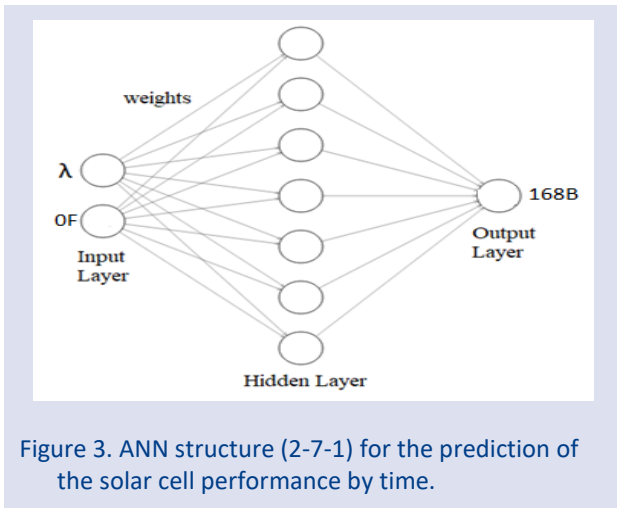 weights
λ
0F
Input
Layer
168B
Output
Layer
Hidden Layer
Figure 3. ANN structure (2-7-1) for the prediction of
the solar cell performance by time.